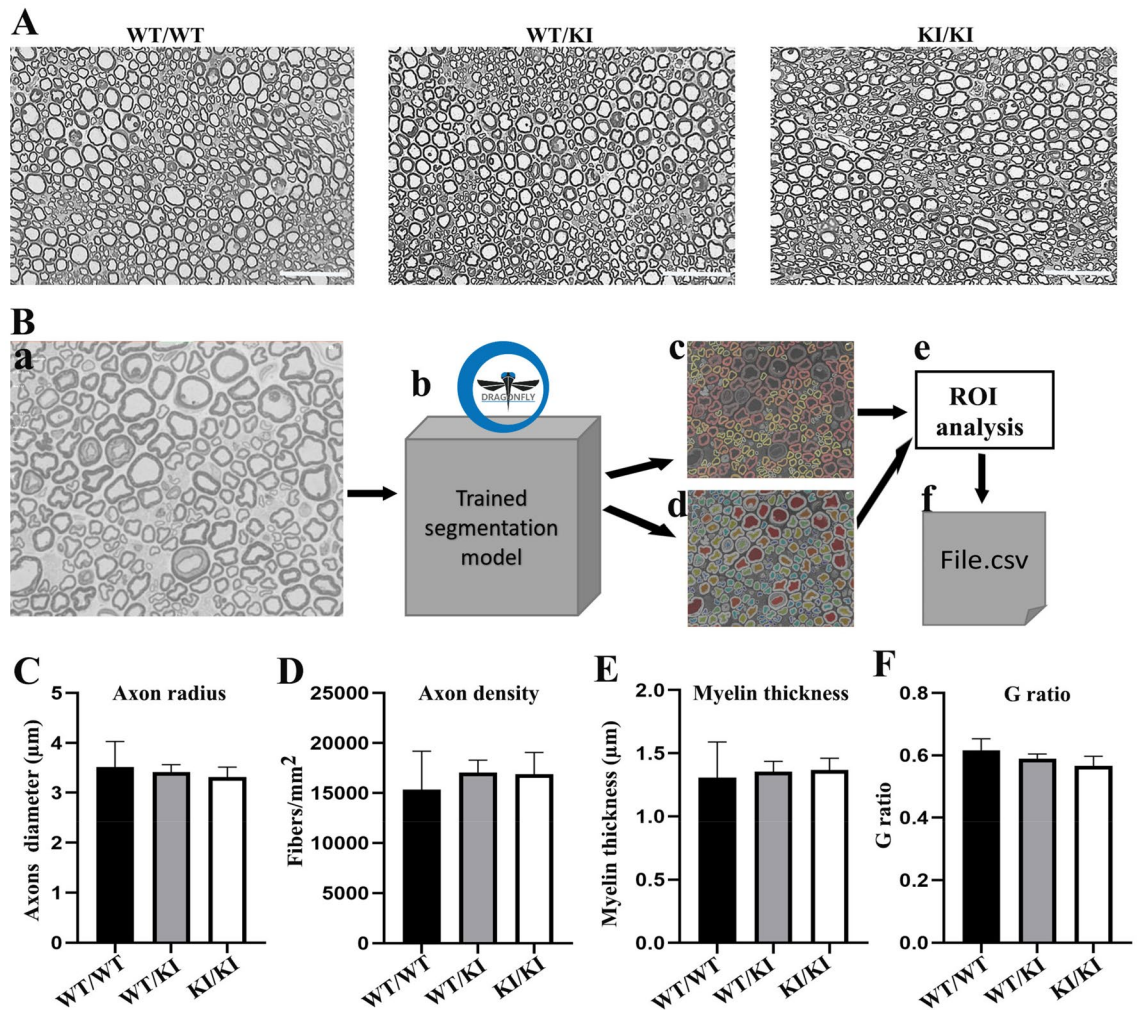 A
WT/WT
WT/KI
KI/KI
B
a
b
DRAGONFLY
Trained
segmentation
model
c
d
e
ROI
analysis
f
File.csv
C
Axon radius
Axons diameter (µm)
5
4
3
2
1
0
WT/WT
WT/KI
KI/KI
D
Axon density
Fibers/mm²
25000
20000
15000
10000
5000
0
WT/WT
WT/KI
KI/KI
E
Myelin thickness
Myelin thickness (µm)
2.0
1.5
1.0
0.5
0.0
WT/WT
WT/KI
KI/KI
F
G ratio
G ratio
0.8
0.6
0.4
0.2
0.0
WT/WT
WT/KI
KI/KI